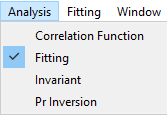 Analysis Fitting Window
Correlation Function
Fitting
Invariant
Pr Inversion